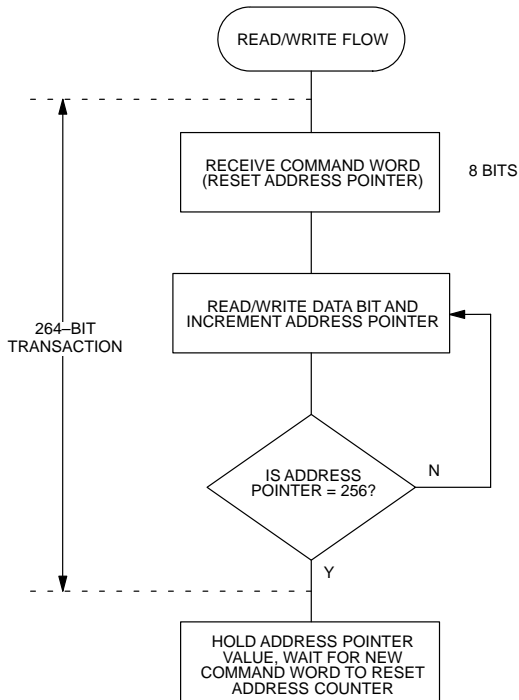 READ/WRITE FLOW
RECEIVE COMMAND WORD
(RESET ADDRESS POINTER)
8 BITS
READ/WRITE DATA BIT AND
INCREMENT ADDRESS POINTER
264–BIT
TRANSACTION
IS ADDRESS
POINTER = 256?
N
Y
HOLD ADDRESS POINTER
VALUE, WAIT FOR NEW
COMMAND WORD TO RESET
ADDRESS COUNTER